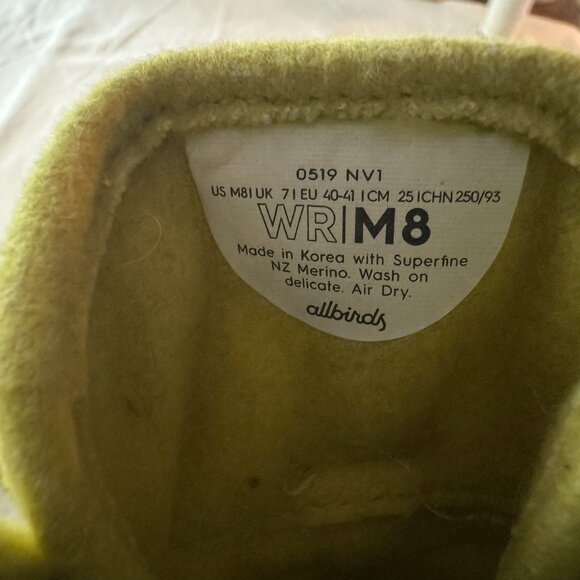 0519 NV1
US M8 | UK 7 | EU 40-41 | CM 25 | CHN 250/93
WR|M8
Made in Korea with Superfine
NZ Merino. Wash on
delicate. Air Dry.
allbirds